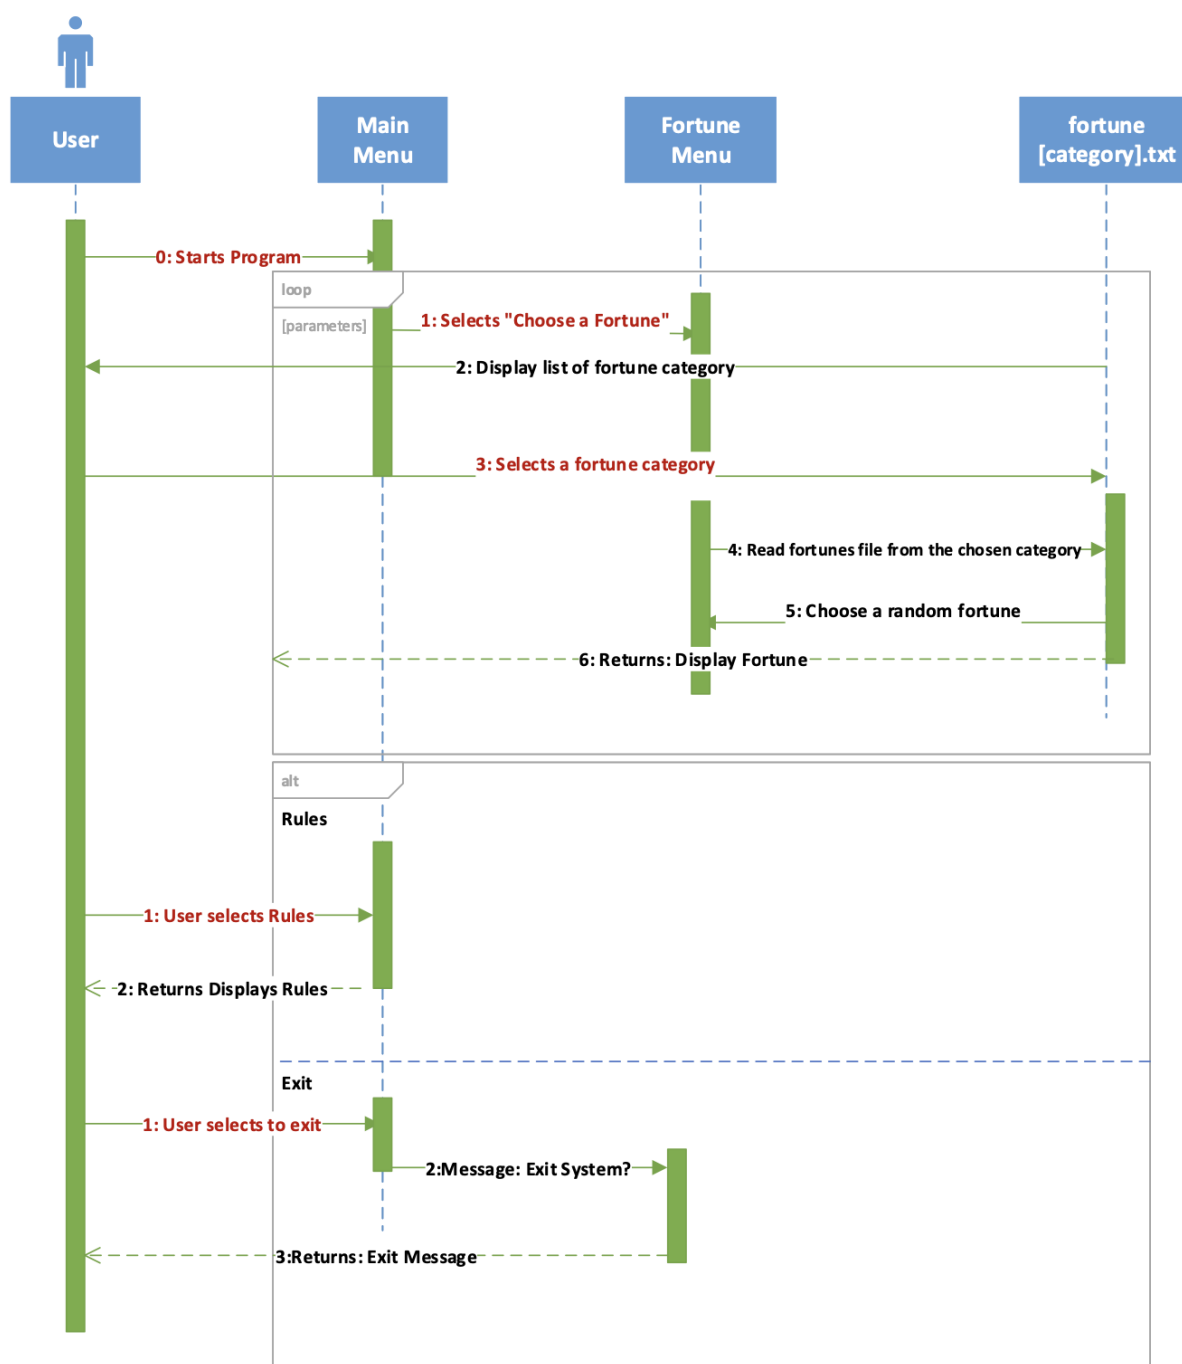 User
Main
Menu
Fortune
Menu
fortune
[category].txt
0: Starts Program
loop
[parameters]
1: Selects "Choose a Fortune"
2: Display list of fortune category
3: Selects a fortune category
4: Read fortunes file from the chosen category
5: Choose a random fortune
6: Returns: Display Fortune
alt
Rules
1: User selects Rules
2: Returns Displays Rules
Exit
1: User selects to exit
2:Message: Exit System?
3:Returns: Exit Message